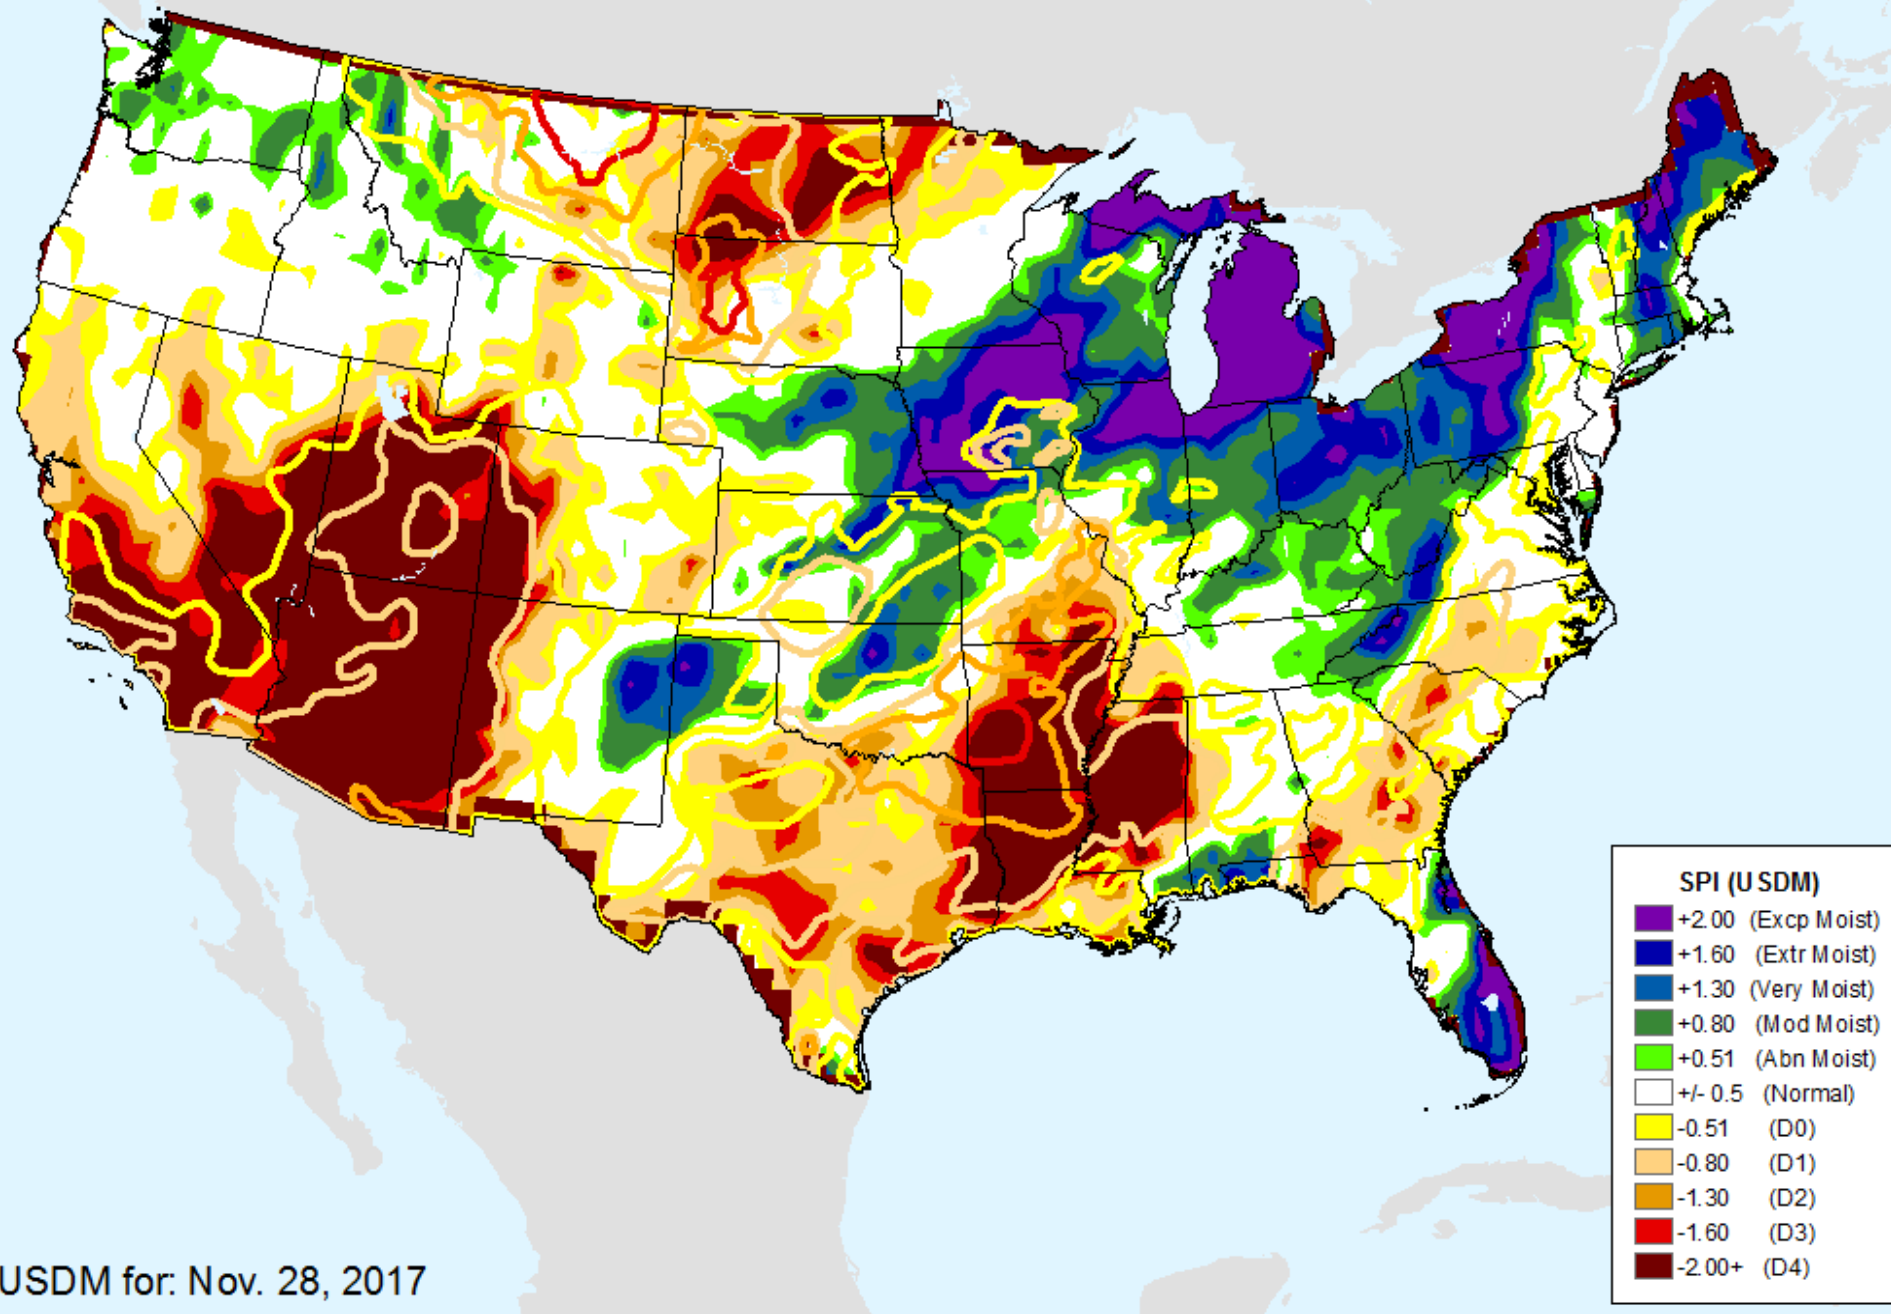 SPI (USDM)
+2.00 (Excp Moist)
+1.60 (Extr Moist)
+1.30 (Very Moist)
+0.80 (Mod Moist)
+0.51 (Abn Moist)
+/- 0.5 (Normal)
-0.51 (D0)
-0.80 (D1)
-1.30 (D2)
-1.60 (D3)
-2.00+ (D4)
USDM for: Nov. 28, 2017